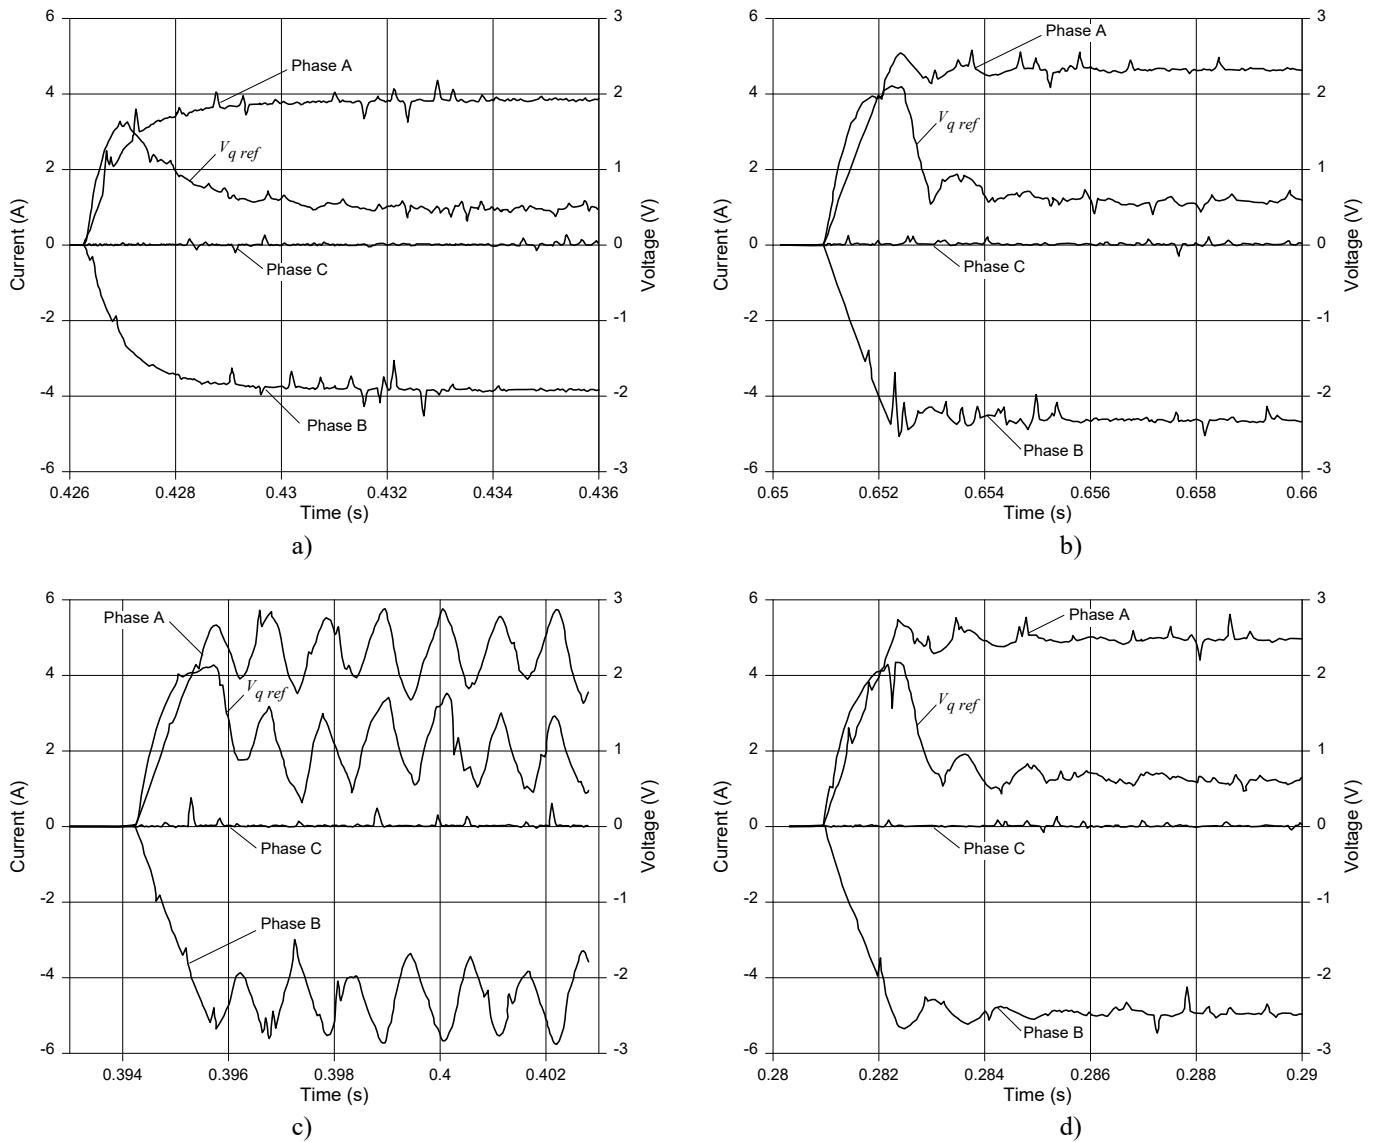 6
4
2
0
-2
-4
-6
3
2
1
0
-1
-2
-3
Current (A)
Voltage (V)
Phase A
V q ref
Phase C
Phase B
0.426
0.428
0.43
0.432
0.434
0.436
Time (s)
a)
6
4
2
0
-2
-4
-6
3
2
1
0
-1
-2
-3
Current (A)
Voltage (V)
Phase A
V q ref
Phase C
Phase B
0.65
0.652
0.654
0.656
0.658
0.66
Time (s)
b)
6
4
2
0
-2
-4
-6
3
2
1
0
-1
-2
-3
Current (A)
Voltage (V)
Phase A
V q ref
Phase C
Phase B
0.394
0.396
0.398
0.4
0.402
Time (s)
c)
6
4
2
0
-2
-4
-6
3
2
1
0
-1
-2
-3
Current (A)
Voltage (V)
Phase A
V q ref
Phase C
Phase B
0.28
0.282
0.284
0.286
0.288
0.29
Time (s)
d)